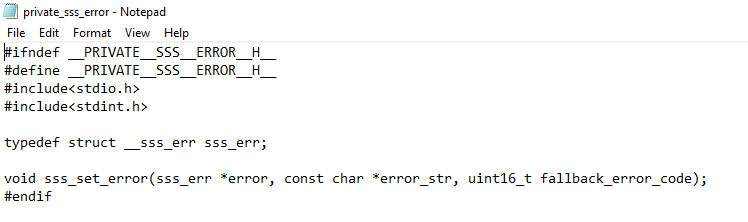 private_sss_error - Notepad
File Edit Format View Help
#ifndef __PRIVATE__SSS__ERROR__H__
#define __PRIVATE__SSS__ERROR__H__
#include<stdio.h>
#include<stdint.h>

typedef struct __sss_err sss_err;

void sss_set_error(sss_err *error, const char *error_str, uint16_t fallback_error_code);
#endif